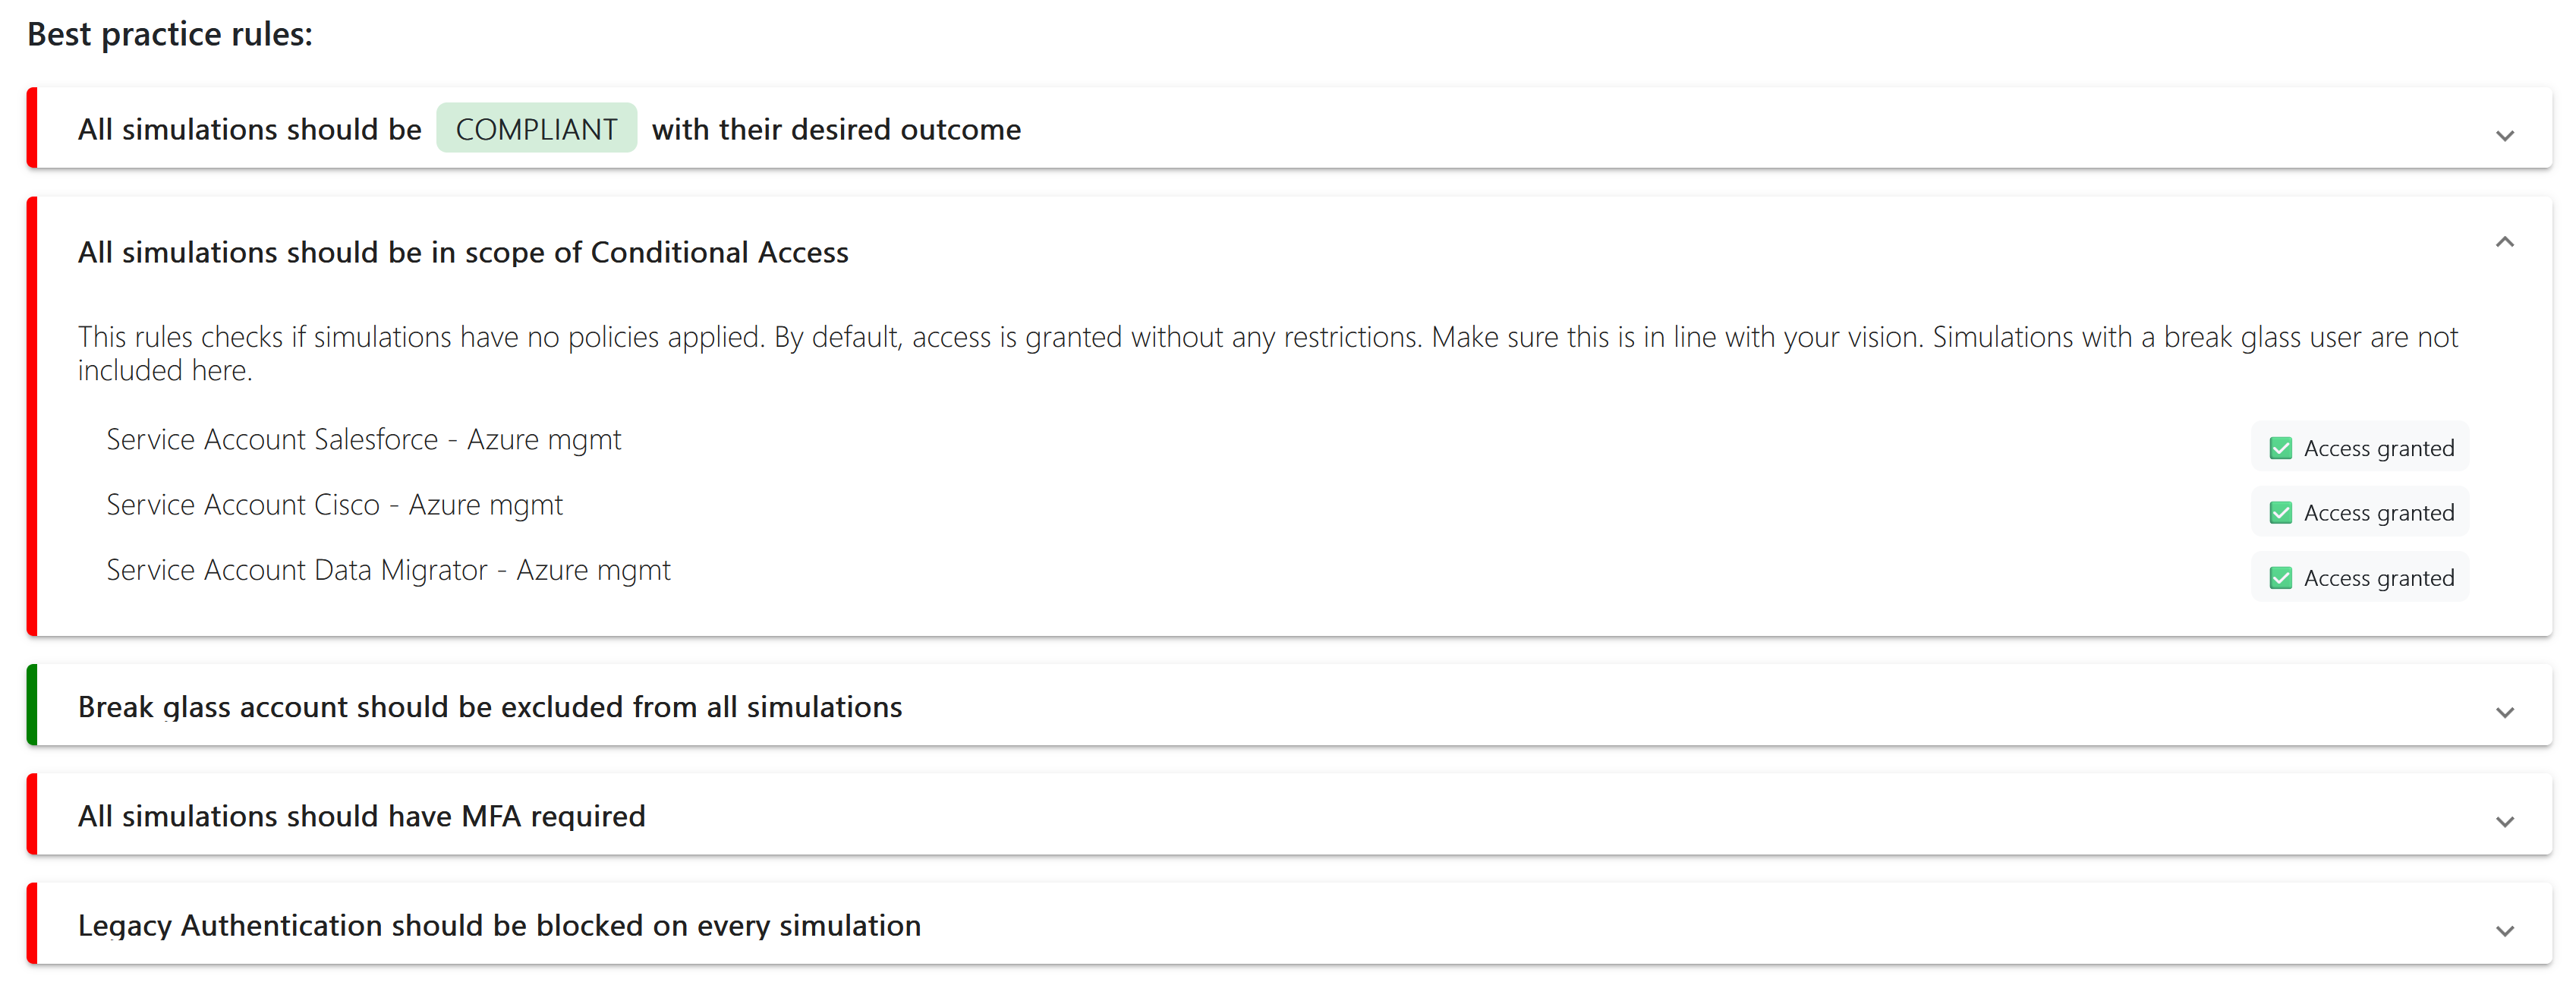 Best practice rules:
All simulations should be COMPLIANT with their desired outcome
All simulations should be in scope of Conditional Access
This rules checks if simulations have no policies applied. By default, access is granted without any restrictions. Make sure this is in line with your vision. Simulations with a break glass user are not
included here.
Service Account Salesforce - Azure mgmt
Access granted
Service Account Cisco - Azure mgmt
Access granted
Service Account Data Migrator - Azure mgmt
Access granted
Break glass account should be excluded from all simulations
All simulations should have MFA required
Legacy Authentication should be blocked on every simulation